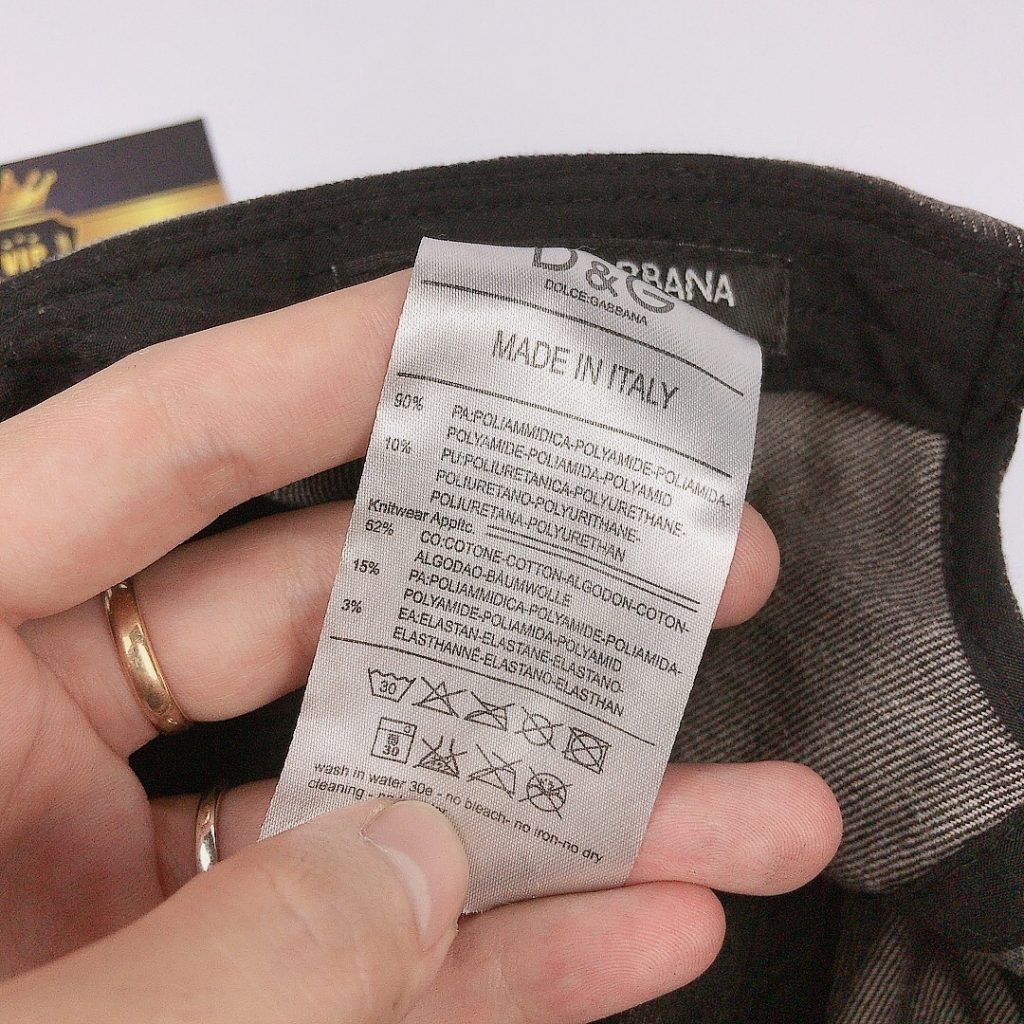 VIP
BBANA
D&G
DOLCE&GABBANA
MADE IN ITALY
90% PA:POLIAMMIDICA-POLYAMIDE-POLIAMIDA-
POLYAMIDE-POLIAMIDA-POLYAMID
10% PU:POLIURETANICA-POLYURETHANE-
POLIURETANO-POLYURITHANE-
POLIURETANA-POLYURETHAN
Knitwear Appltc.
62% CO:COTONE-COTTON-ALGODON-COTON-
ALGODAO-BAUMWOLLE
15% PA:POLIAMMIDICA-POLYAMIDE-POLIAMIDA-
POLYAMIDE-POLIAMIDA-POLYAMID
3% EA:ELASTAN-ELASTANE-ELASTANO-
ELASTHANNE-ELASTANO-ELASTHAN
30
30
wash in water 30e - no bleach- no iron-no dry
cleaning -